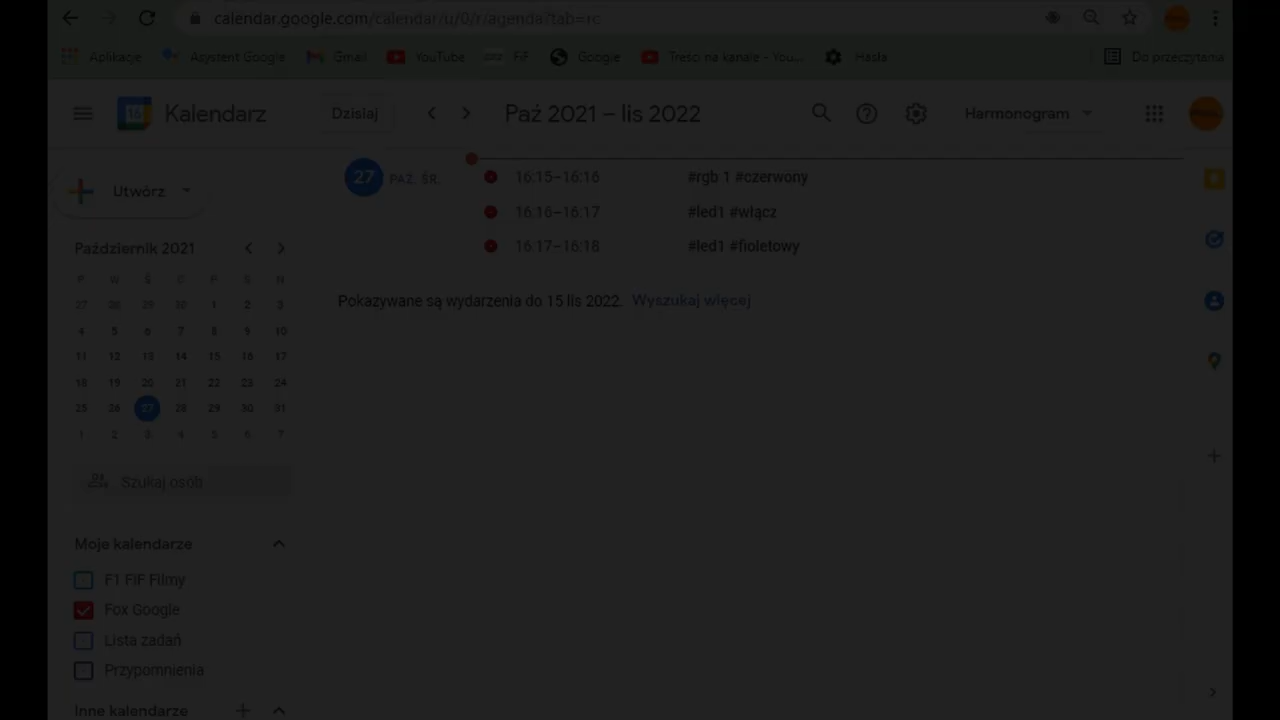 calendar.google.com/calendar/u/0/r/agenda?tab=rc
Aplikacje Asystent Google Gmail YouTube FiF Google Treści na kanale - You... Hasła Do przeczytania
Kalendarz Dzisiaj Paź 2021 – lis 2022 Harmonogram
27 PAŹ, ŚR. 16:15–16:16 #rgb 1 #czerwony
Utwórz
16:16–16:17 #led1 #włącz
16:17–16:18 #led1 #fioletowy
Październik 2021
P W Ś C P S N
27 28 29 30 1 2 3
4 5 6 7 8 9 10
11 12 13 14 15 16 17
18 19 20 21 22 23 24
25 26 27 28 29 30 31
1 2 3 4 5 6 7
Pokazywane są wydarzenia do 15 lis 2022. Wyszukaj więcej
Szukaj osób
Moje kalendarze
F1 FiF Filmy
Fox Google
Lista zadań
Przypomnienia
Inne kalendarze